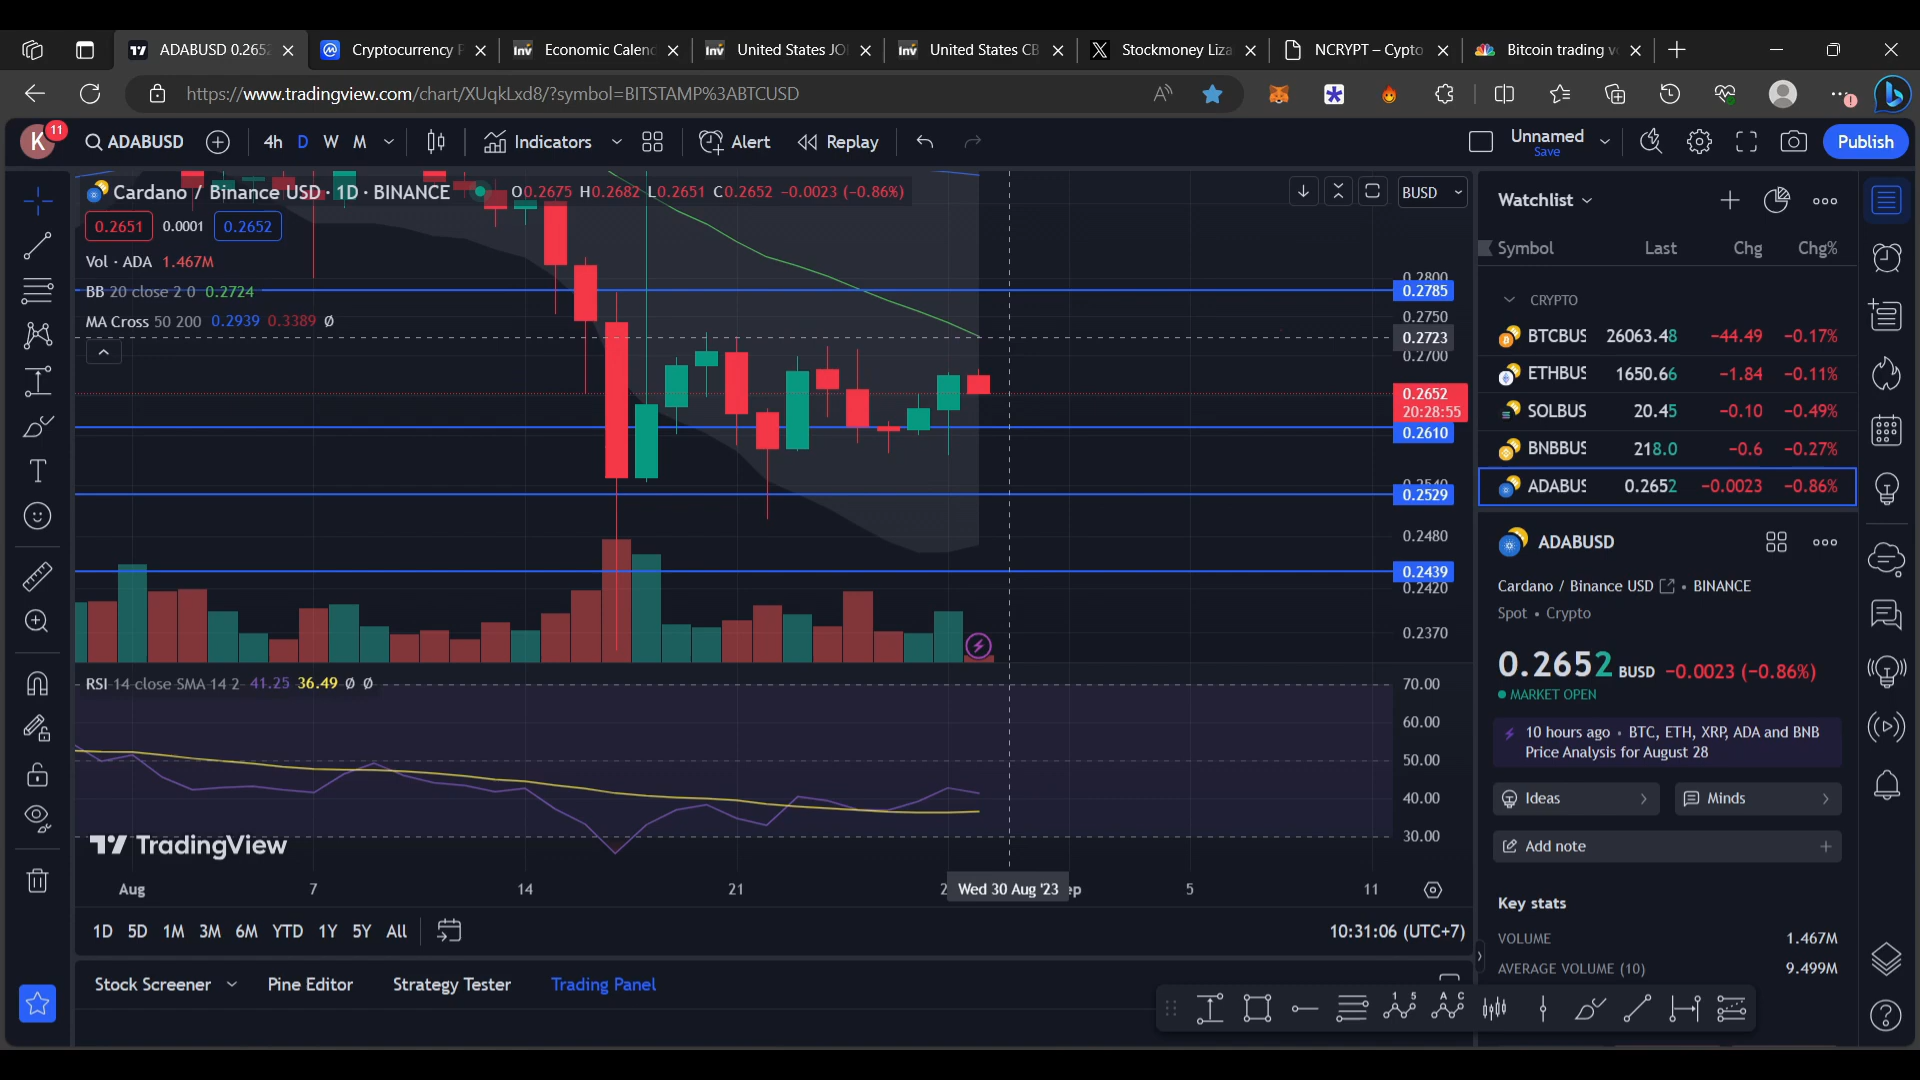 ADABUSD 0.265
Cryptocurrency P
Economic Calen
United States JO
United States CB
Stockmoney Liza
NCRYPT – Cypto
Bitcoin trading v
https://www.tradingview.com/chart/XUqkLxd8/?symbol=BITSTAMP%3ABTCUSD
K
11
ADABUSD
4h
D
W
M
Indicators
Alert
Replay
Unnamed
Save
Publish
Cardano / Binance USD · 1D · BINANCE
O0.2675 H0.2682 L0.2651 C0.2652 −0.0023 (−0.86%)
BUSD
0.2651
0.0001
0.2652
Vol · ADA 1.467M
BB 20 close 2 0 0.2724
MA Cross 50 200 0.2939 0.3389 Ø
0.2800
0.2785
0.2750
0.2723
0.2700
0.2652
20:28:55
0.2610
0.2540
0.2529
0.2480
0.2439
0.2420
0.2370
RSI 14 close SMA 14 2 41.25 36.49 Ø Ø
70.00
60.00
50.00
40.00
30.00
TradingView
Aug
7
14
21
Wed 30 Aug '23
ep
5
11
1D 5D 1M 3M 6M YTD 1Y 5Y All
10:31:06 (UTC+7)
Stock Screener
Pine Editor
Strategy Tester
Trading Panel
Watchlist
Symbol Last Chg Chg%
CRYPTO
BTCBUS 26063.48 −44.49 −0.17%
ETHBUS 1650.66 −1.84 −0.11%
SOLBUS 20.45 −0.10 −0.49%
BNBBUS 218.0 −0.6 −0.27%
ADABUS 0.2652 −0.0023 −0.86%
ADABUSD
Cardano / Binance USD • BINANCE
Spot • Crypto
0.2652 BUSD −0.0023 (−0.86%)
MARKET OPEN
10 hours ago • BTC, ETH, XRP, ADA and BNB
Price Analysis for August 28
Ideas
Minds
Add note
Key stats
VOLUME 1.467M
AVERAGE VOLUME (10) 9.499M